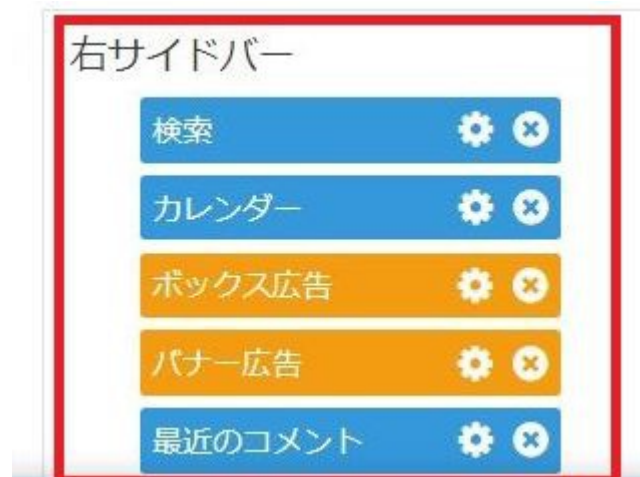 右サイドバー
検索
カレンダー
ボックス広告
バナー広告
最近のコメント